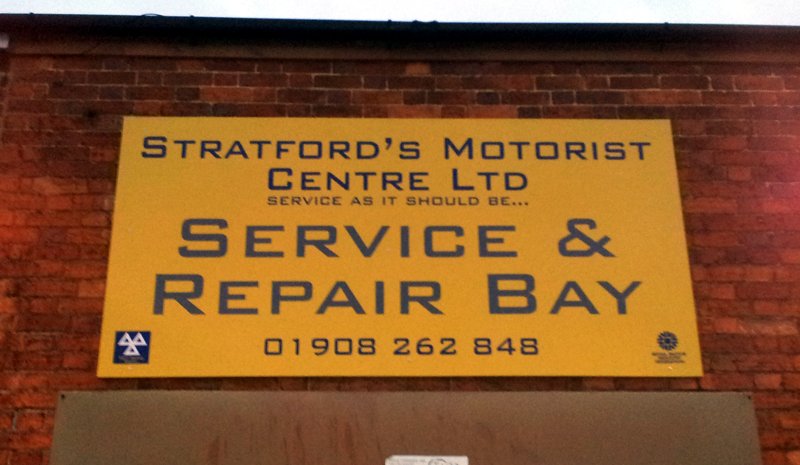 STRATFORD'S MOTORIST
CENTRE LTD
SERVICE AS IT SHOULD BE...
SERVICE &
REPAIR BAY
01908 262 848